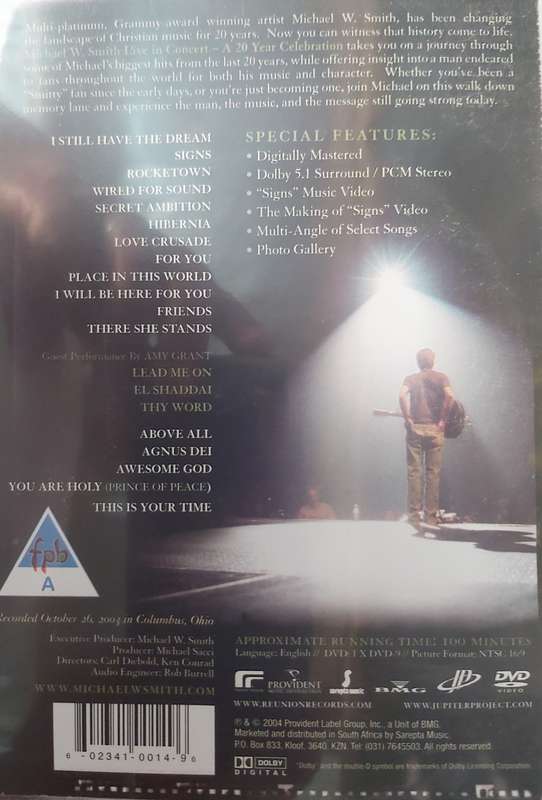 Multi-platinum, Grammy-award winning artist Michael W. Smith, has been changing
the landscape of Christian music for 20 years. Now you can witness that history come to life.
Michael W. Smith Live in Concert – A 20 Year Celebration takes you on a journey through
some of Michael's biggest hits from the last 20 years, while offering insight into a man endeared
to fans throughout the world for both his music and character. Whether you've been a
"Smitty" fan since the early days, or you're just becoming one, join Michael on this walk down
memory lane and experience the man, the music, and the message still going strong today.
I STILL HAVE THE DREAM
SIGNS
ROCKETOWN
WIRED FOR SOUND
SECRET AMBITION
HIBERNIA
LOVE CRUSADE
FOR YOU
PLACE IN THIS WORLD
I WILL BE HERE FOR YOU
FRIENDS
THERE SHE STANDS
Guest Performance By AMY GRANT
LEAD ME ON
EL SHADDAI
THY WORD
ABOVE ALL
AGNUS DEI
AWESOME GOD
YOU ARE HOLY (PRINCE OF PEACE)
THIS IS YOUR TIME
SPECIAL FEATURES:
• Digitally Mastered
• Dolby 5.1 Surround / PCM Stereo
• "Signs" Music Video
• The Making of "Signs" Video
• Multi-Angle of Select Songs
• Photo Gallery
fpb
A
Recorded October 26, 2003 in Columbus, Ohio
Executive Producer: Michael W. Smith
Producer: Michael Sacci
Directors: Carl Diebold, Ken Conrad
Audio Engineer: Rob Burrell
WWW.MICHAELWSMITH.COM
6 02341 0014-9 6
APPROXIMATE RUNNING TIME: 100 MINUTES
Language: English // DVD: 1 X DVD-9 // Picture Format: NTSC 16:9
PROVIDENT
sarepta music
BMG
DVD
VIDEO
WWW.REUNIONRECORDS.COM
WWW.JUPITERPROJECT.COM
℗ & © 2004 Provident Label Group, Inc., a Unit of BMG.
Marketed and distributed in South Africa by Sarepta Music.
P.O. Box 833, Kloof, 3640, KZN. Tel: (031) 7645503. All rights reserved.
DOLBY
DIGITAL
"Dolby" and the double-D symbol are trademarks of Dolby Licensing Corporation.